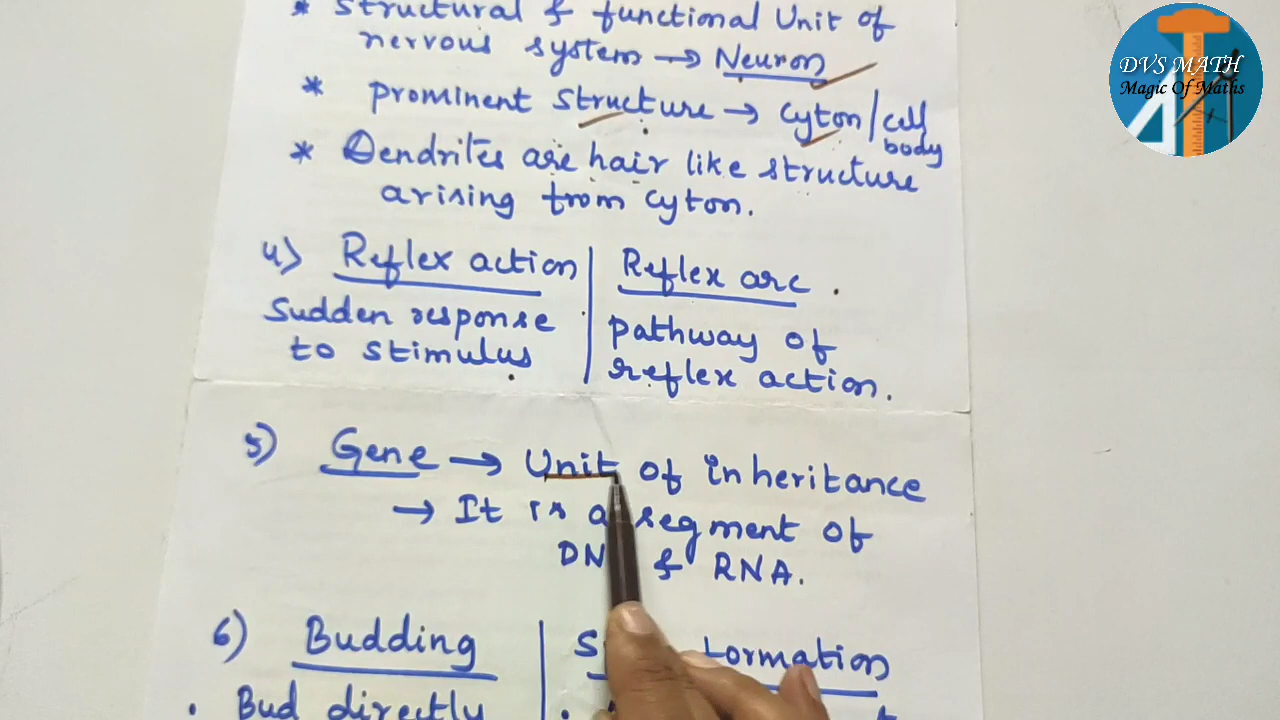 * Structural & functional Unit of
nervous system → Neuron
* prominent structure → Cyton/cell
body
* Dendrites are hair like structure
arising from cyton.
4) Reflex action
Sudden response
to stimulus
Reflex arc.
pathway of
reflex action.
5) Gene → Unit of inheritance
→ It is a segment of
& RNA.
6) Budding
. Bud directly
formation
DVS MATH
Magic Of Maths